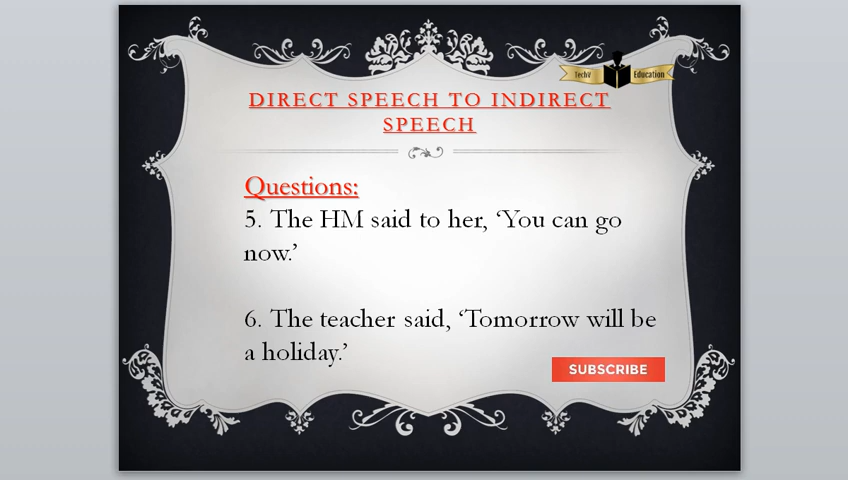 TechV Education
DIRECT SPEECH TO INDIRECT
SPEECH
Questions:
5. The HM said to her, ‘You can go
now.’
6. The teacher said, ‘Tomorrow will be
a holiday.’
SUBSCRIBE